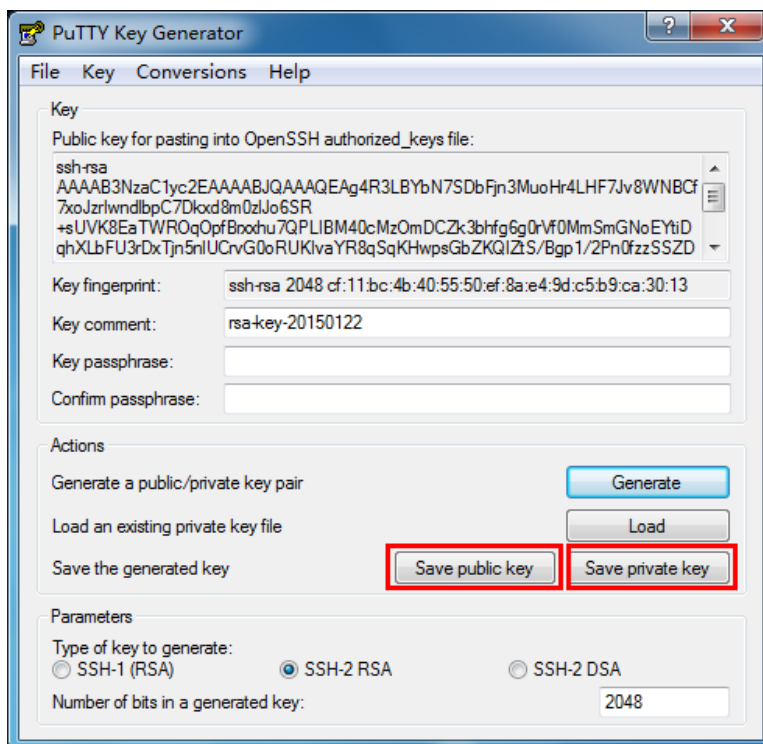 PuTTY Key Generator
File Key Conversions Help
Key
Public key for pasting into OpenSSH authorized_keys file:
ssh-rsa
AAAAB3NzaC1yc2EAAAABJQAAAQEAg4R3LBYbN7SDbFjn3MuoHr4LHF7Jv8WNBCf
7xoJzrlwndlbpC7Dkxd8m0zlJo6SR
+sUVK8EaTWROqOpfBrxxhu7QPLIBM40cMzOmDCZk3bhfg6g0rVf0MmSmGNoEYtiD
qhXLbFU3rDxTjn5nIUCrvG0oRUKIvaYR8qSqKHwpsGbZKQIZtS/Bgp1/2Pn0fzzSSZD
Key fingerprint: ssh-rsa 2048 cf:11:bc:4b:40:55:50:ef:8a:e4:9d:c5:b9:ca:30:13
Key comment: rsa-key-20150122
Key passphrase:
Confirm passphrase:
Actions
Generate a public/private key pair Generate
Load an existing private key file Load
Save the generated key Save public key Save private key
Parameters
Type of key to generate:
SSH-1 (RSA) SSH-2 RSA SSH-2 DSA
Number of bits in a generated key: 2048